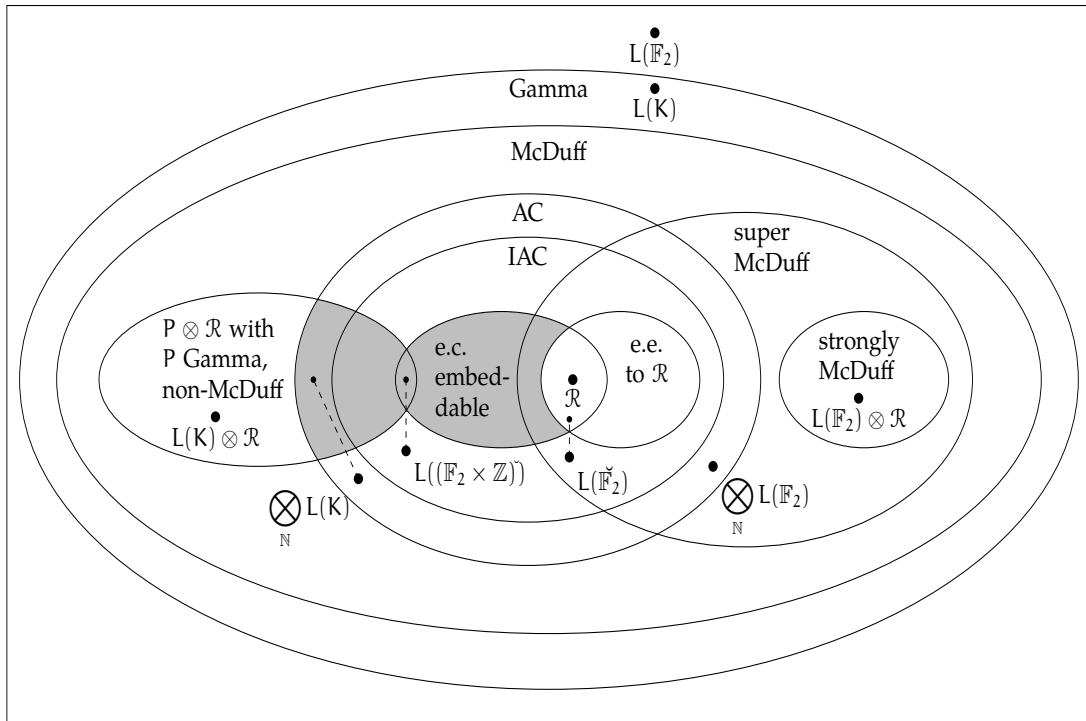 L(𝔽₂)
Gamma
L(K)
McDuff
AC
super
McDuff
IAC
P ⊗ ℛ with
P Gamma,
non-McDuff
L(K) ⊗ ℛ
e.c.
embed-
dable
e.e.
to ℛ
ℛ
strongly
McDuff
L(𝔽₂) ⊗ ℛ
L((𝔽₂ × ℤ)˘)
L(𝔽̆₂)
⨂ L(K)
ℕ
⨂ L(𝔽₂)
ℕ